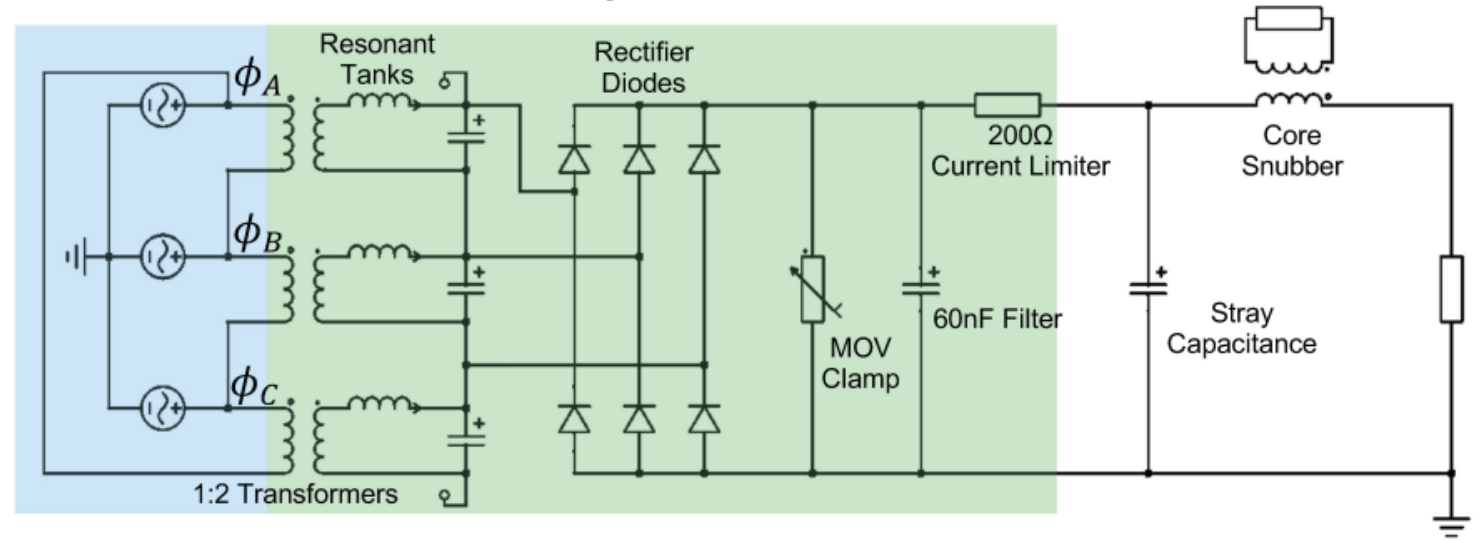 Resonant
Tanks
Rectifier
Diodes
ϕA
200Ω
Current Limiter
Core
Snubber
ϕB
MOV
Clamp
60nF Filter
Stray
Capacitance
ϕC
1:2 Transformers